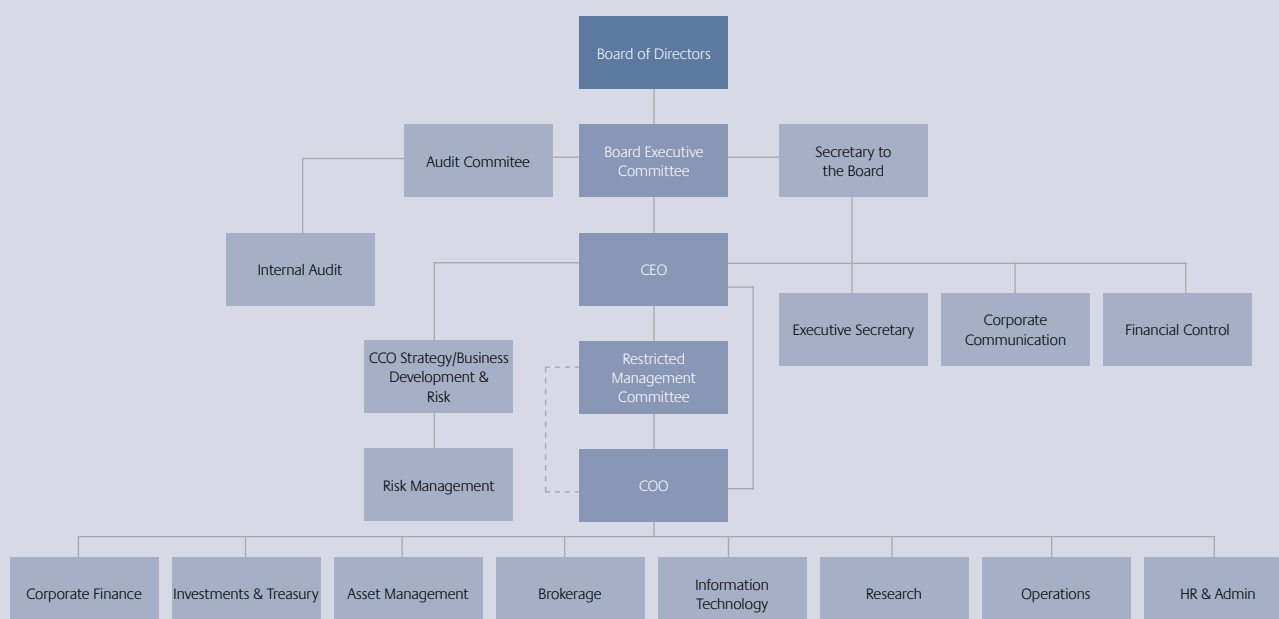 Board of Directors
Audit Commitee
Board Executive
Committee
Secretary to
the Board
Internal Audit
CEO
Executive Secretary
Corporate
Communication
Financial Control
CCO Strategy/Business
Development &
Risk
Restricted
Management
Committee
Risk Management
COO
Corporate Finance
Investments & Treasury
Asset Management
Brokerage
Information
Technology
Research
Operations
HR & Admin